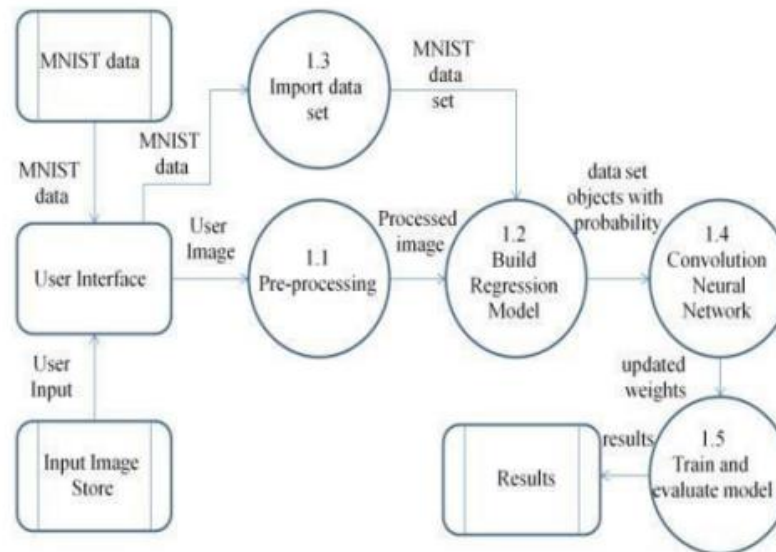 MNIST data
1.3
Import data
set
MNIST
data
set
MNIST
data
MNIST
data
User Interface
User
Image
1.1
Pre-processing
Processed
image
1.2
Build
Regression
Model
data set
objects with
probability
1.4
Convolution
Neural
Network
User
Input
Input Image
Store
updated
weights
1.5
Train and
evaluate model
results
Results